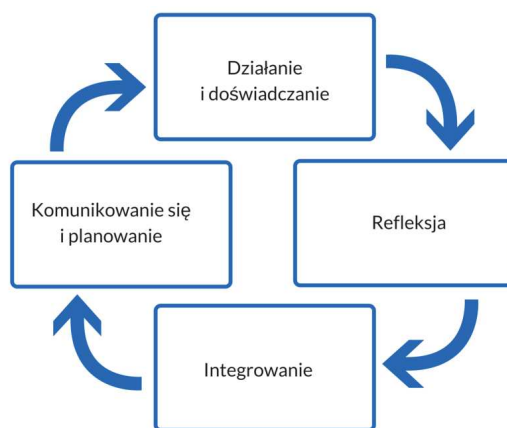 Działanie
i doświadczanie
Refleksja
Integrowanie
Komunikowanie się
i planowanie